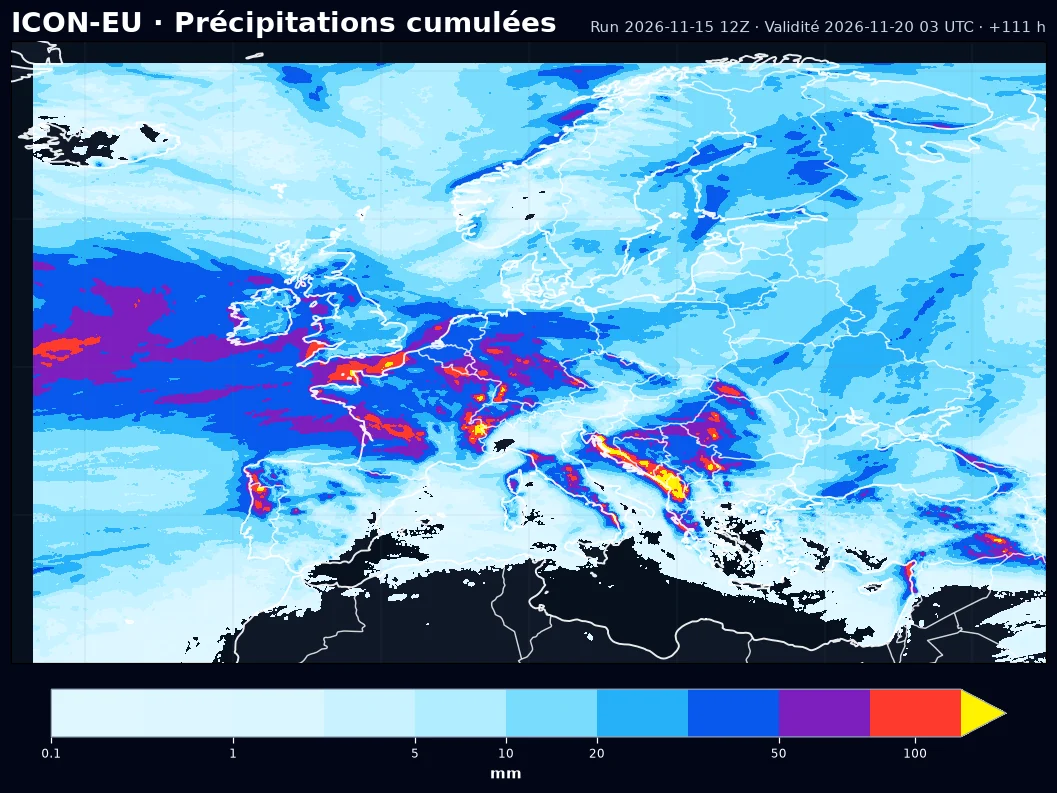 ICON-EU · Précipitations cumulées
Run 2026-11-15 12Z · Validité 2026-11-20 03 UTC · +111 h
0.1 1 5 10 20 50 100
mm